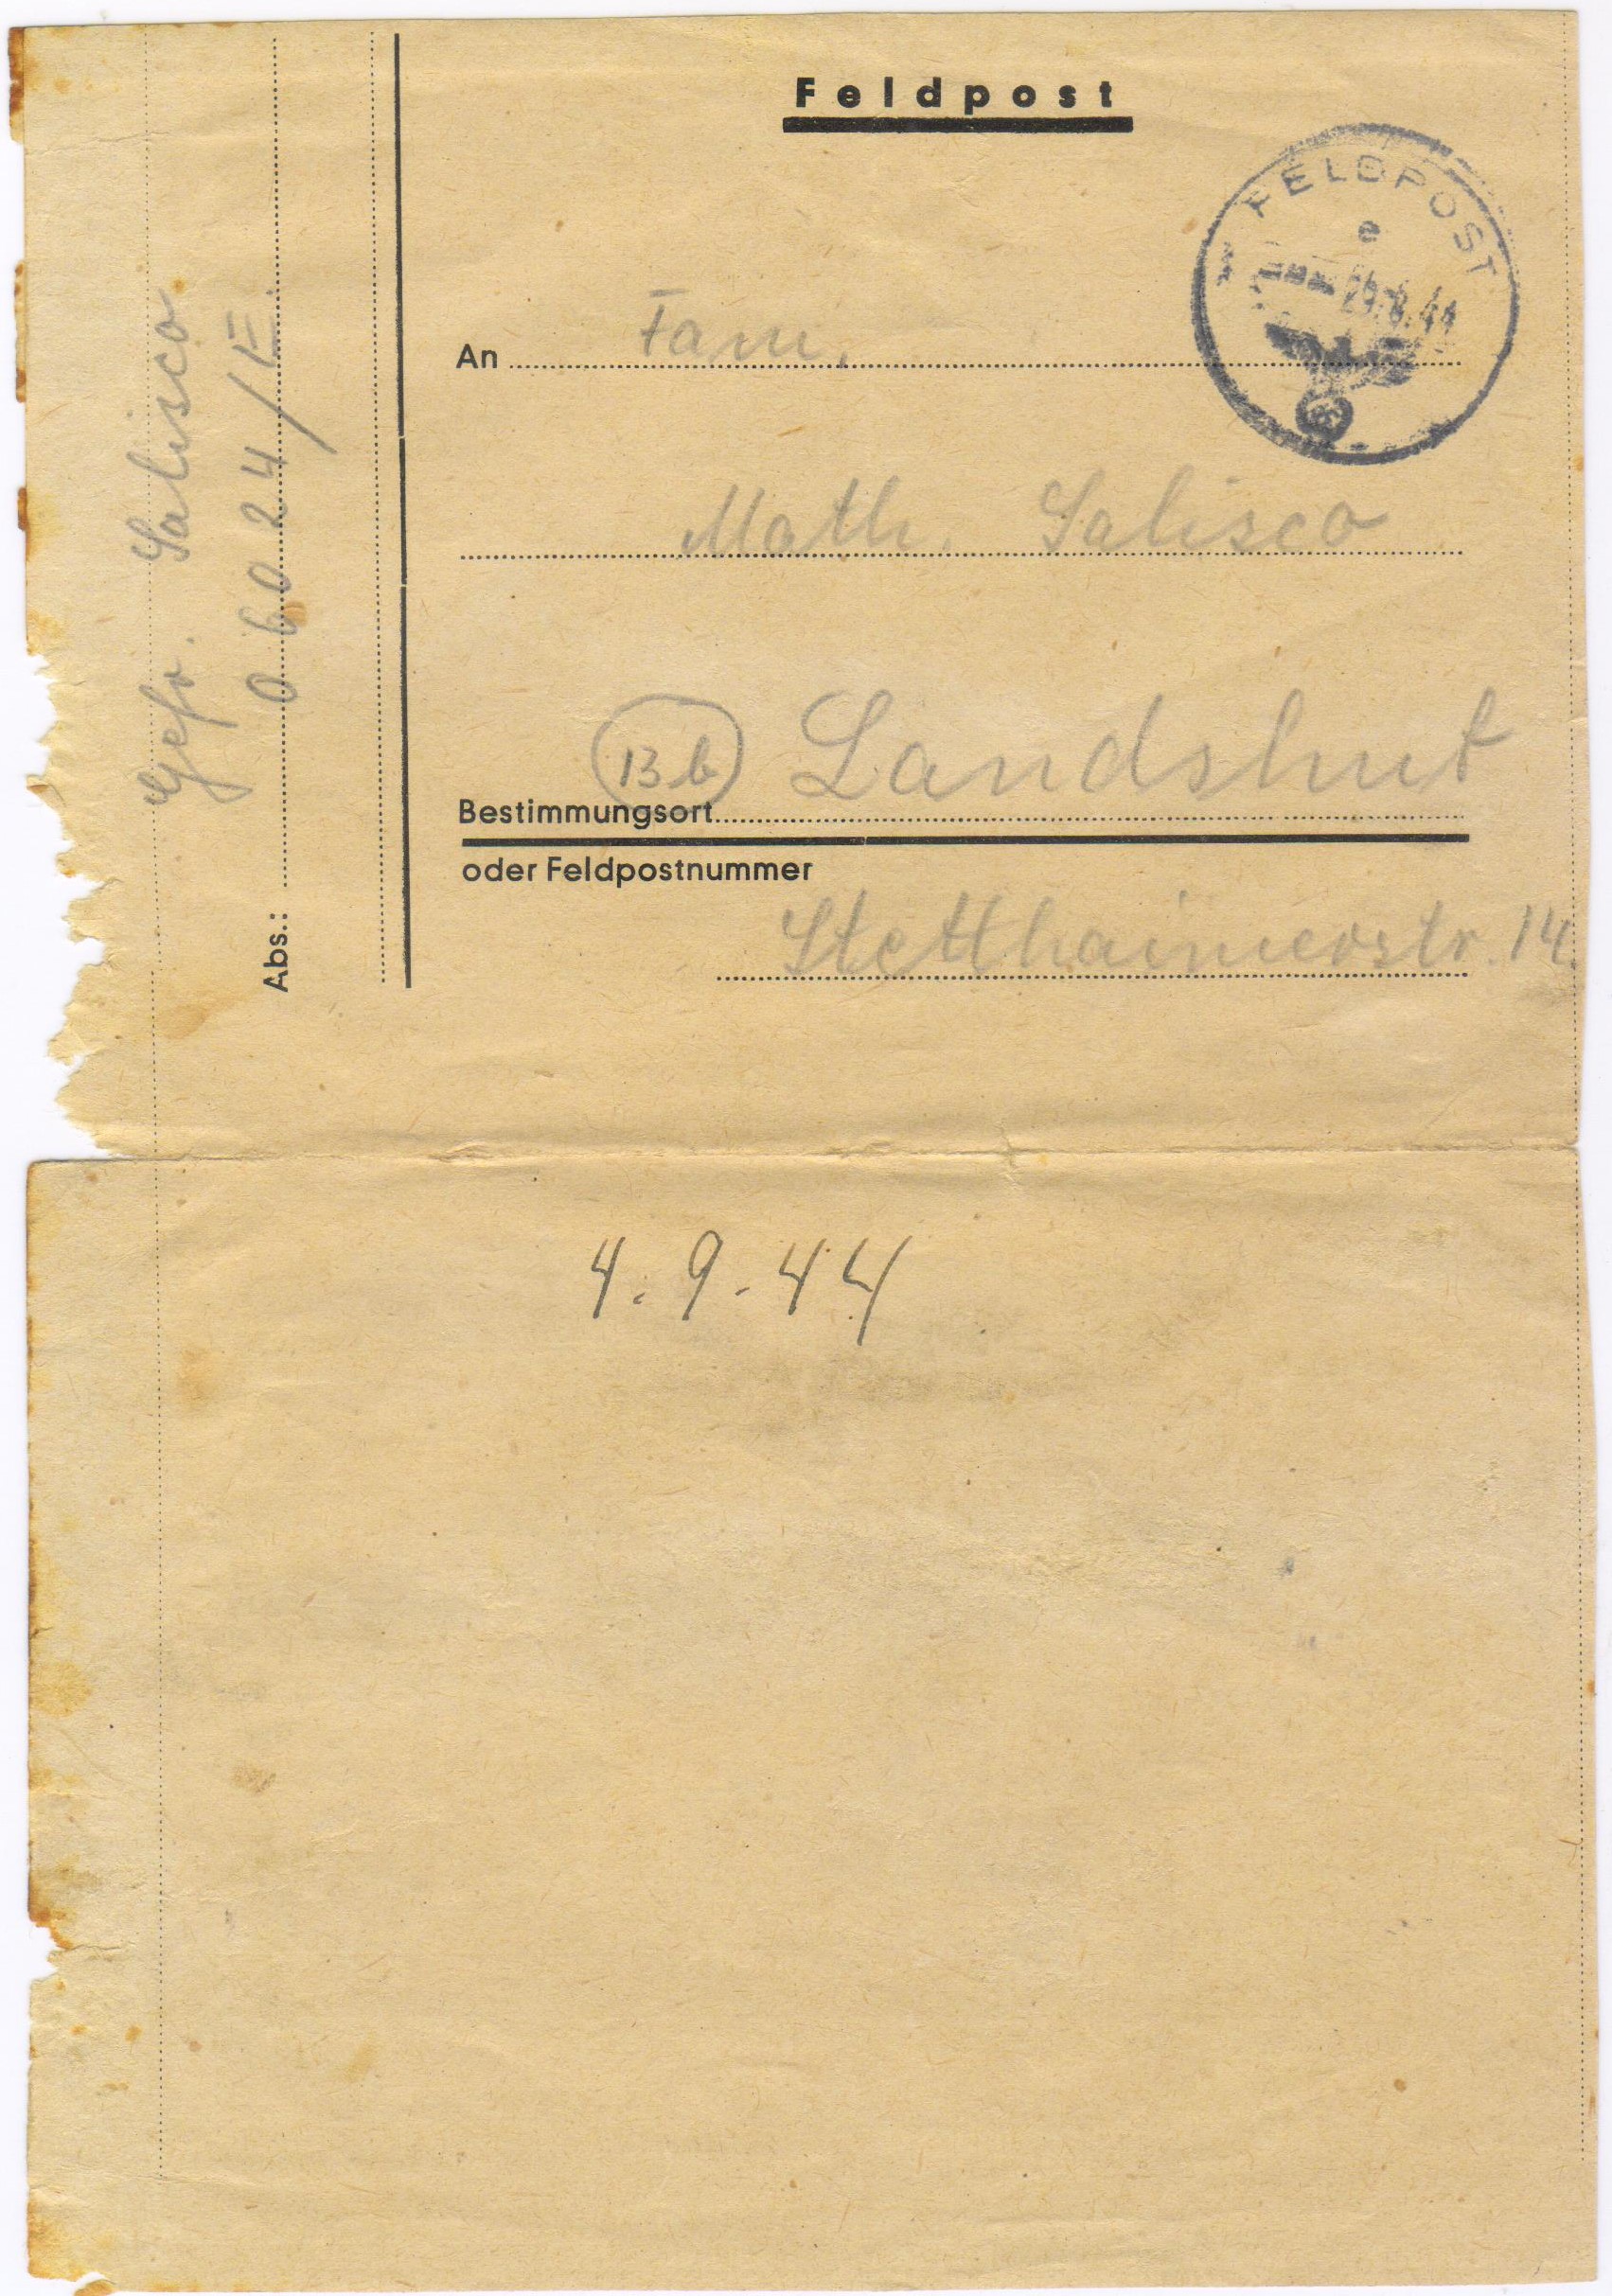 Feldpost
FELDPOST
e
29.8.44
An Fam.
Math. Salisco
13b Landshut
Bestimmungsort
oder Feldpostnummer
Stetthaimerstr. 14
Gefr. Salisco
06024/E
Abs.:
4.9.44